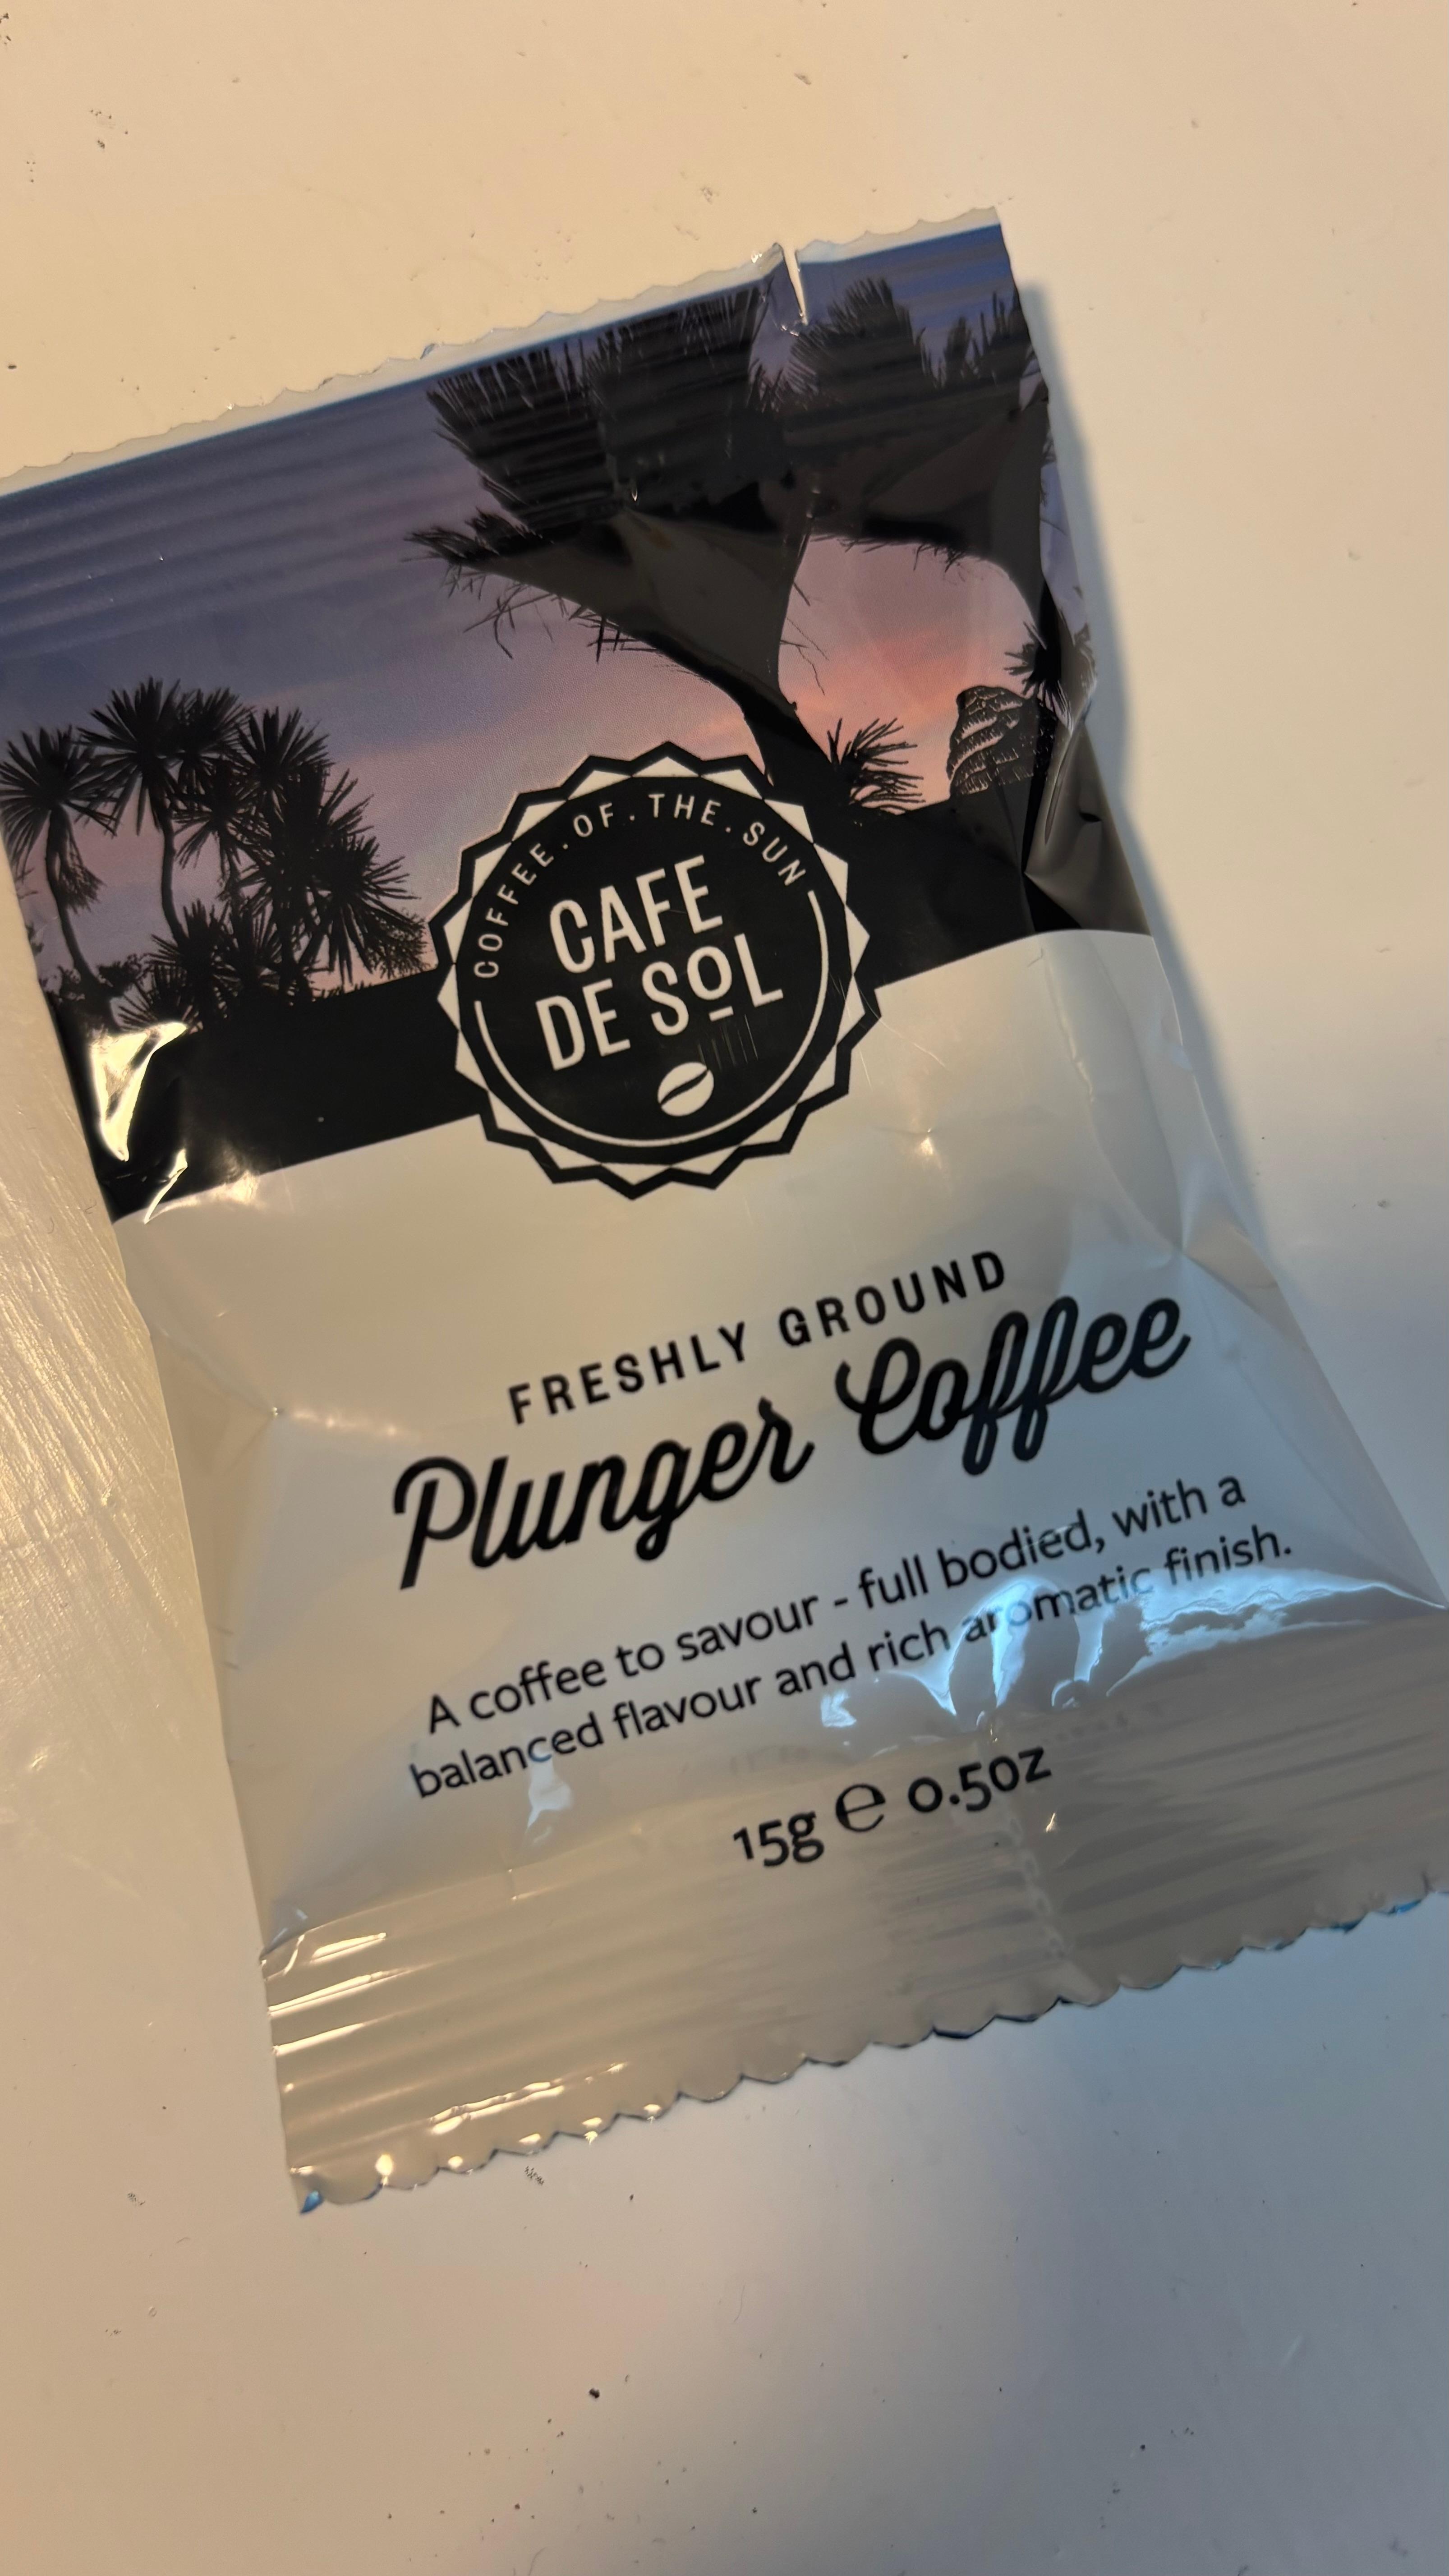 COFFEE.OF.THE.SUN
CAFE
DE SOL
FRESHLY GROUND
Plunger Coffee
A coffee to savour - full bodied, with a
balanced flavour and rich aromatic finish.
15g ℮ 0.5oz